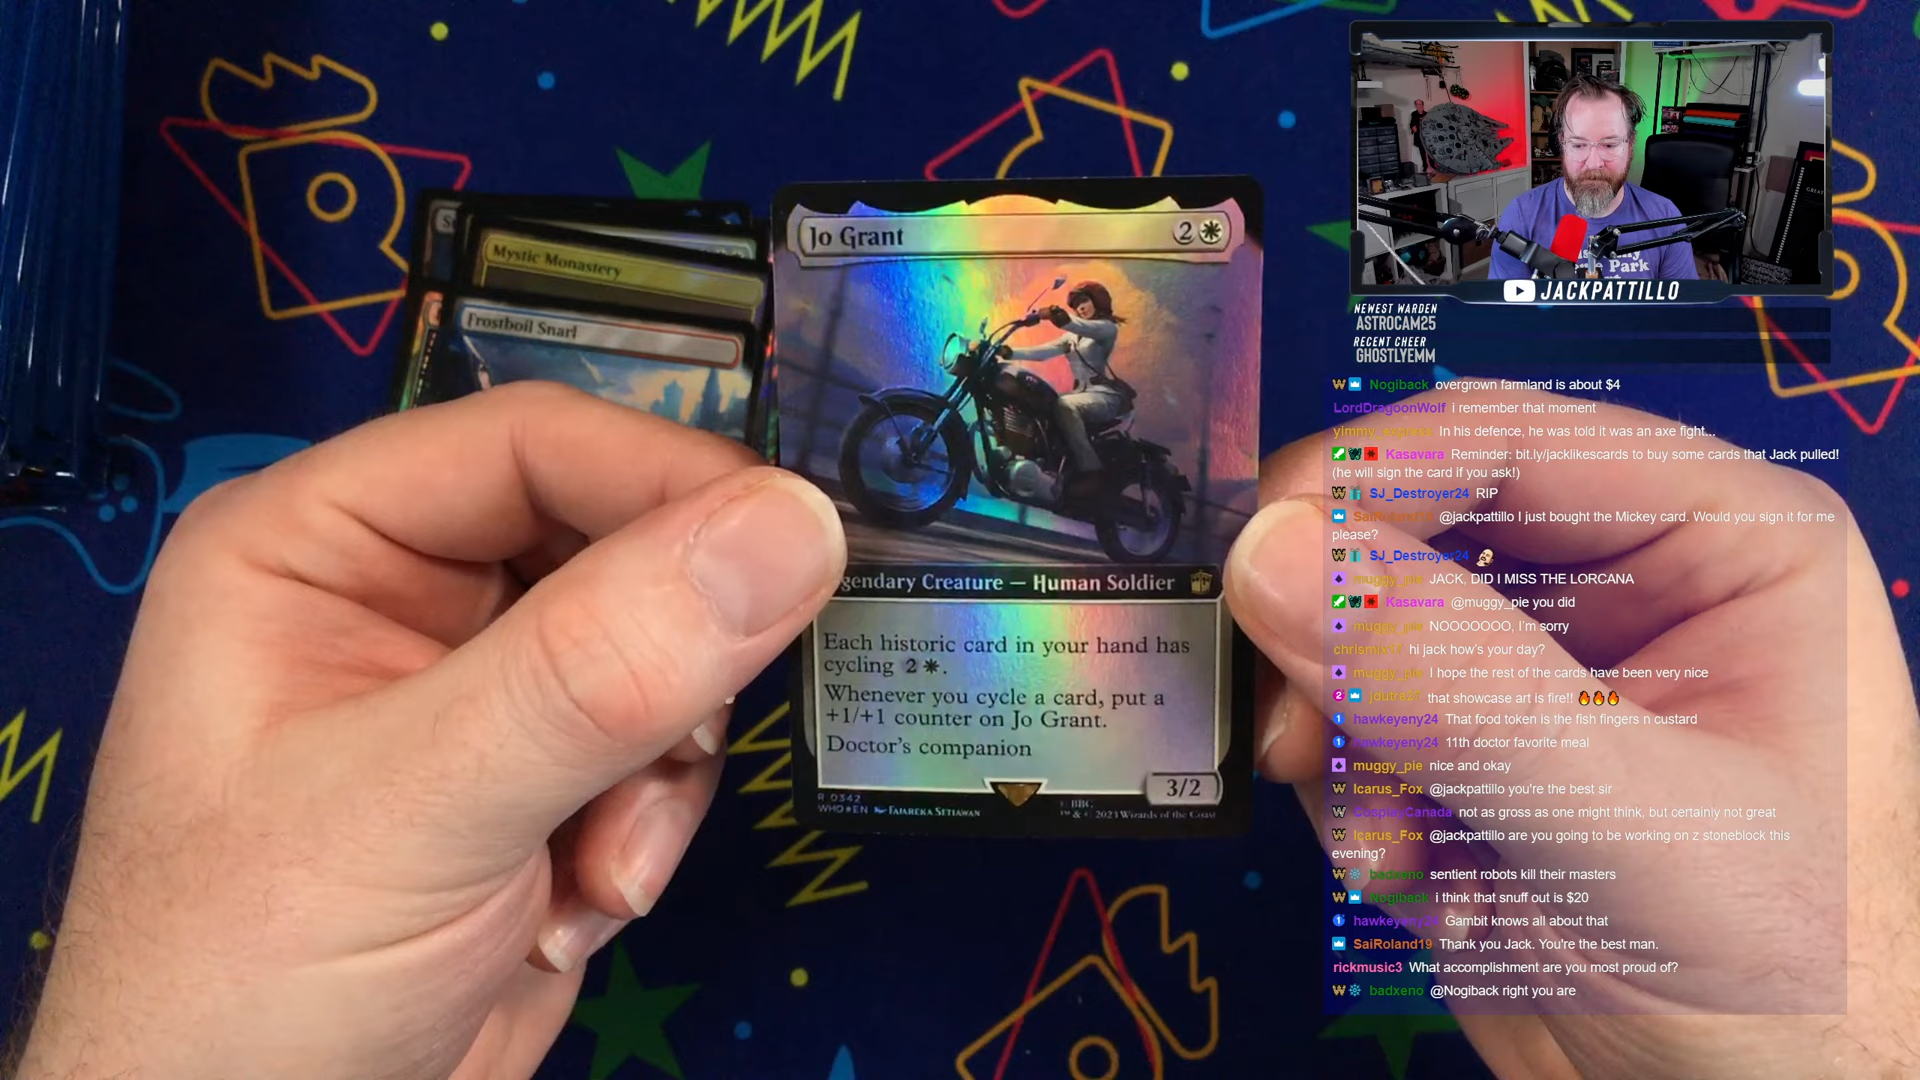 Mystic Monastery
Frostboil Snarl
Jo Grant
2
gendary Creature — Human Soldier
Each historic card in your hand has
cycling 2.
Whenever you cycle a card, put a
+1/+1 counter on Jo Grant.
Doctor's companion
3/2
R 0342
WHO EN FAJAREKA SETIAWAN
BBC
™ & © 2023 Wizards of the Coast
Park
JACKPATTILLO
NEWEST WARDEN
ASTROCAM25
RECENT CHEER
GHOSTLYEMM
Nogiback overgrown farmland is about $4
LordDragoonWolf i remember that moment
In his defence, he was told it was an axe fight...
Kasavara Reminder: bit.ly/jacklikescards to buy some cards that Jack pulled!
(he will sign the card if you ask!)
SJ_Destroyer24 RIP
SaiRoland19 @jackpattillo I just bought the Mickey card. Would you sign it for me
please?
SJ_Destroyer24
muggy_pie JACK, DID I MISS THE LORCANA
Kasavara @muggy_pie you did
muggy_pie NOOOOOOO, I'm sorry
hi jack how's your day?
muggy_pie I hope the rest of the cards have been very nice
that showcase art is fire!! 🔥🔥🔥
hawkeyeny24 That food token is the fish fingers n custard
hawkeyeny24 11th doctor favorite meal
muggy_pie nice and okay
Icarus_Fox @jackpattillo you're the best sir
CosplayCanada not as gross as one might think, but certainly not great
Icarus_Fox @jackpattillo are you going to be working on z stoneblock this
evening?
badxeno sentient robots kill their masters
Nogiback i think that snuff out is $20
hawkeyeny24 Gambit knows all about that
SaiRoland19 Thank you Jack. You're the best man.
rickmusic3 What accomplishment are you most proud of?
badxeno @Nogiback right you are